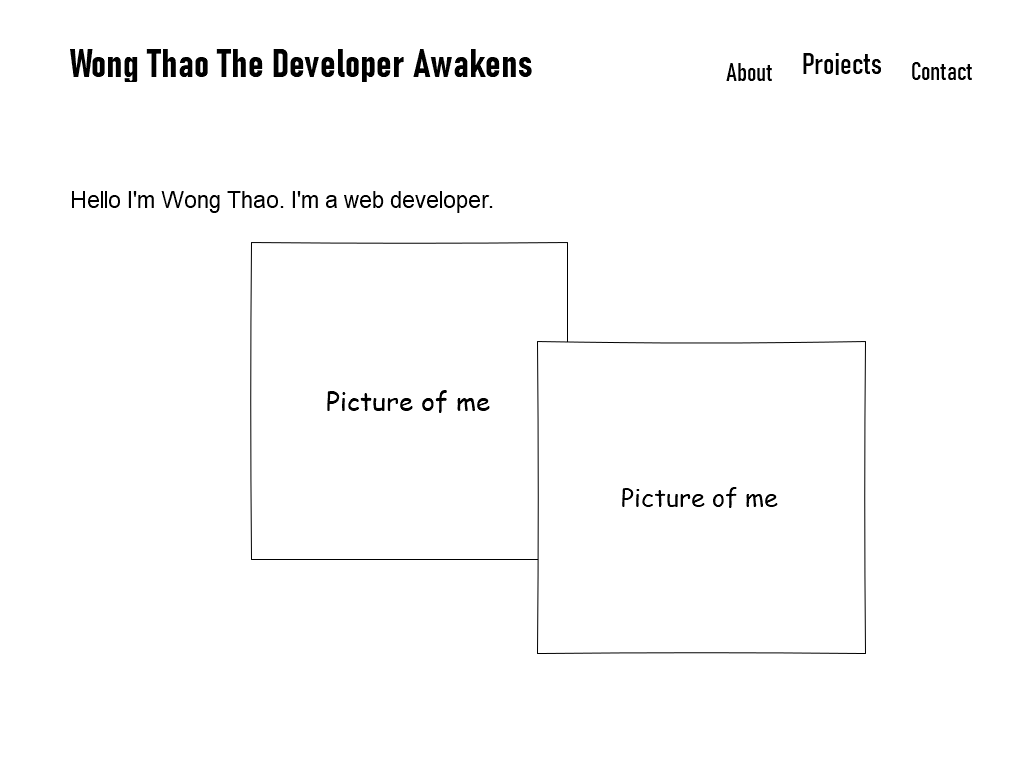 Wong Thao The Developer Awakens
About Projects Contact
Hello I'm Wong Thao. I'm a web developer.
Picture of me
Picture of me